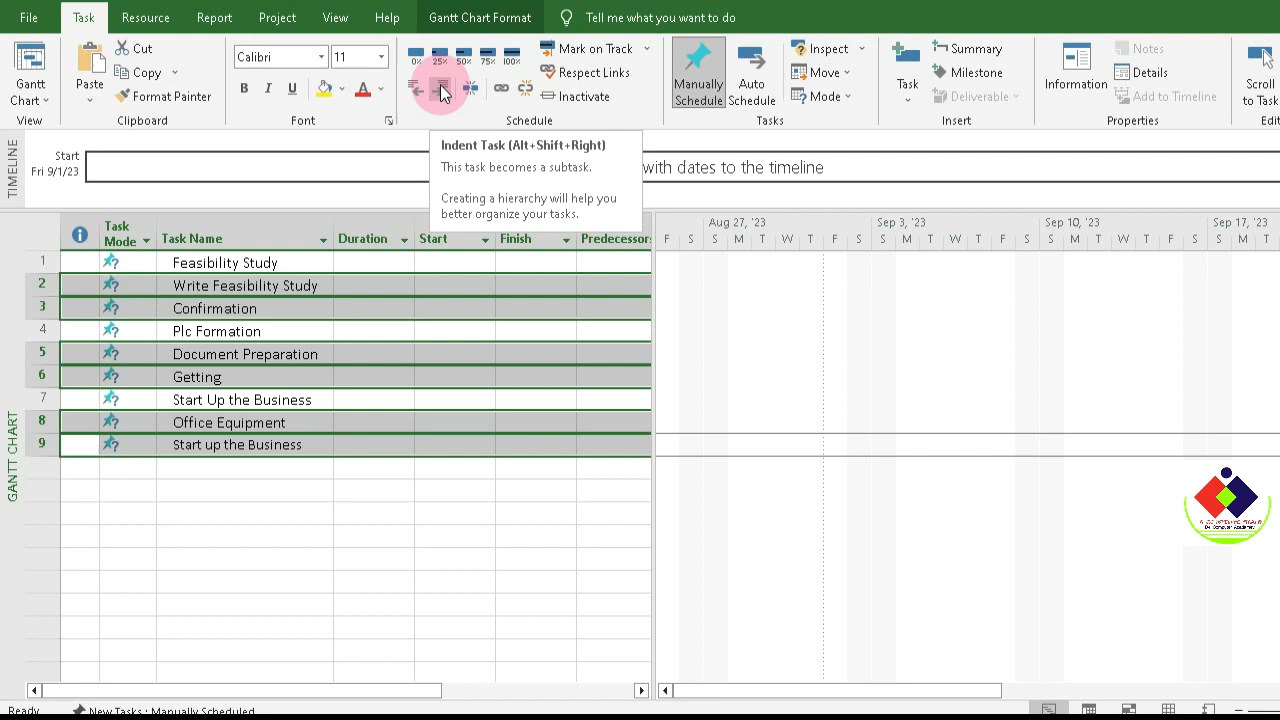 File Task Resource Report Project View Help Gantt Chart Format Tell me what you want to do
Gantt Chart
View
Paste
Cut
Copy
Format Painter
Clipboard
Calibri 11
B I U A
Font
0% 25% 50% 75% 100%
Mark on Track
Respect Links
Inactivate
Schedule
Manually Schedule
Auto Schedule
Inspect
Move
Mode
Tasks
Task
Summary
Milestone
Deliverable
Insert
Information
Notes
Details
Add to Timeline
Properties
Scroll to Task
Edit
Indent Task (Alt+Shift+Right)
This task becomes a subtask.
Creating a hierarchy will help you
better organize your tasks.
TIMELINE
Start
Fri 9/1/23
with dates to the timeline
GANTT CHART
Task Mode Task Name Duration Start Finish Predecessors
Aug 27, '23 Sep 3, '23 Sep 10, '23 Sep 17, '23
F S S M T W T F S S M T W T F S S M T W T F S S M T
1 Feasibility Study
2 Write Feasibility Study
3 Confirmation
4 Plc Formation
5 Document Preparation
6 Getting
7 Start Up the Business
8 Office Equipment
9 Start up the Business
Ready New Tasks : Manually Scheduled